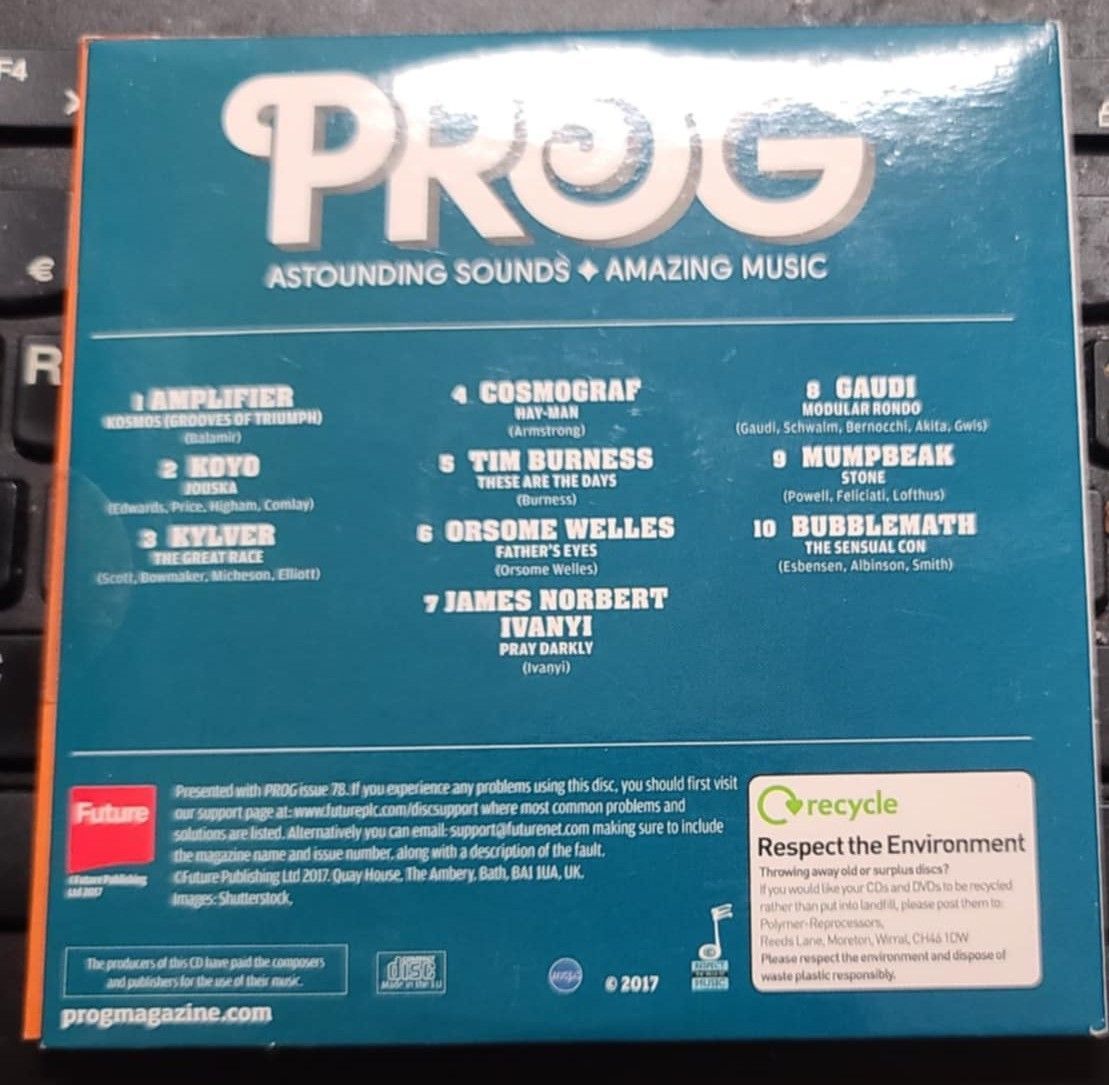 F4
€
R
PROG
ASTOUNDING SOUNDS ✦ AMAZING MUSIC
1 AMPLIFIER
KOSMOS (GROOVES OF TRIUMPH)
(Balamir)
2 KOYO
JOUSKA
(Edwards, Price, Higham, Comlay)
3 KYLVER
THE GREAT RACE
(Scott, Bowmaker, Micheson, Elliott)
4 COSMOGRAF
HAY-MAN
(Armstrong)
5 TIM BURNESS
THESE ARE THE DAYS
(Burness)
6 ORSOME WELLES
FATHER'S EYES
(Orsome Welles)
7 JAMES NORBERT
IVANYI
PRAY DARKLY
(Ivanyi)
8 GAUDI
MODULAR RONDO
(Gaudi, Schwalm, Bernocchi, Akita, Gwis)
9 MUMPBEAK
STONE
(Powell, Feliciati, Lofthus)
10 BUBBLEMATH
THE SENSUAL CON
(Esbensen, Albinson, Smith)
Future
©Future Publishing
Ltd 2017
Presented with PROG issue 78. If you experience any problems using this disc, you should first visit
our support page at: www.futureplc.com/discsupport where most common problems and
solutions are listed. Alternatively you can email: support@futurenet.com making sure to include
the magazine name and issue number, along with a description of the fault.
©Future Publishing Ltd 2017. Quay House, The Ambery, Bath, BA1 1UA, UK.
Images: Shutterstock,
The producers of this CD have paid the composers
and publishers for the use of their music.
disc
Made in the EU
© 2017
MUSIC
progmagazine.com
recycle
Respect the Environment
Throwing away old or surplus discs?
If you would like your CDs and DVDs to be recycled
rather than put into landfill, please post them to:
Polymer-Reprocessors,
Reeds Lane, Moreton, Wirral, CH46 1DW
Please respect the environment and dispose of
waste plastic responsibly.